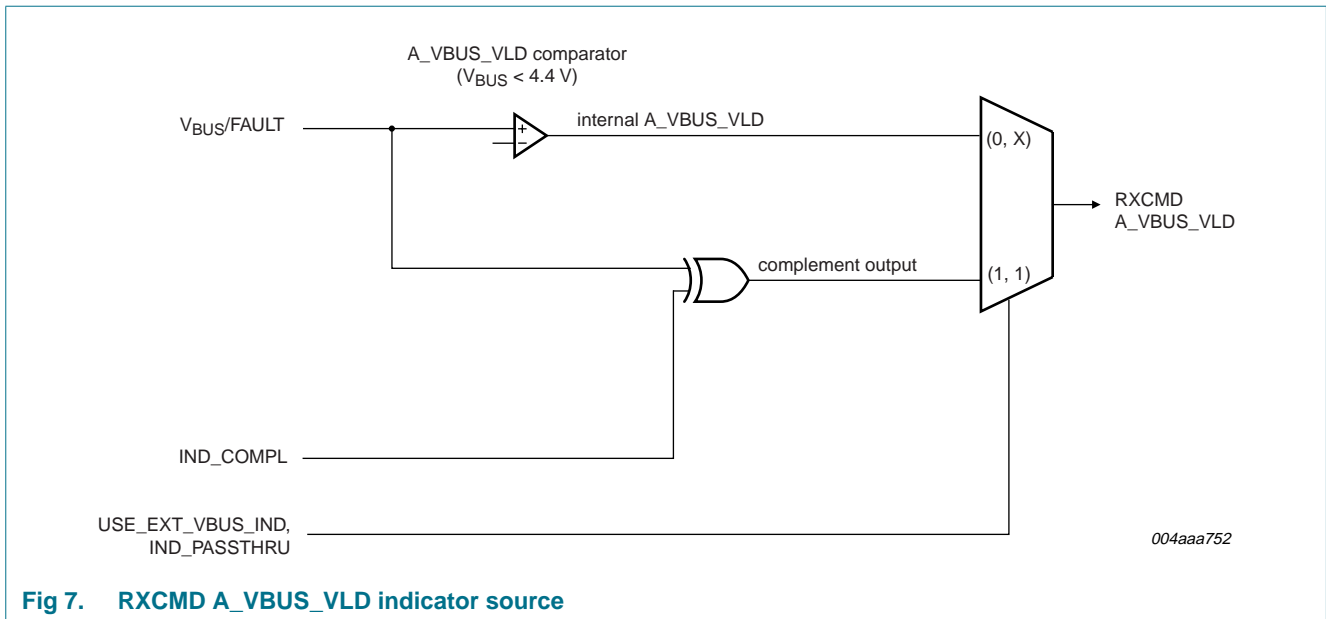 A_VBUS_VLD comparator
(VBUS < 4.4 V)
VBUS/FAULT
+
−
internal A_VBUS_VLD
(0, X)
RXCMD
A_VBUS_VLD
complement output
(1, 1)
IND_COMPL
USE_EXT_VBUS_IND,
IND_PASSTHRU
004aaa752
Fig 7. RXCMD A_VBUS_VLD indicator source